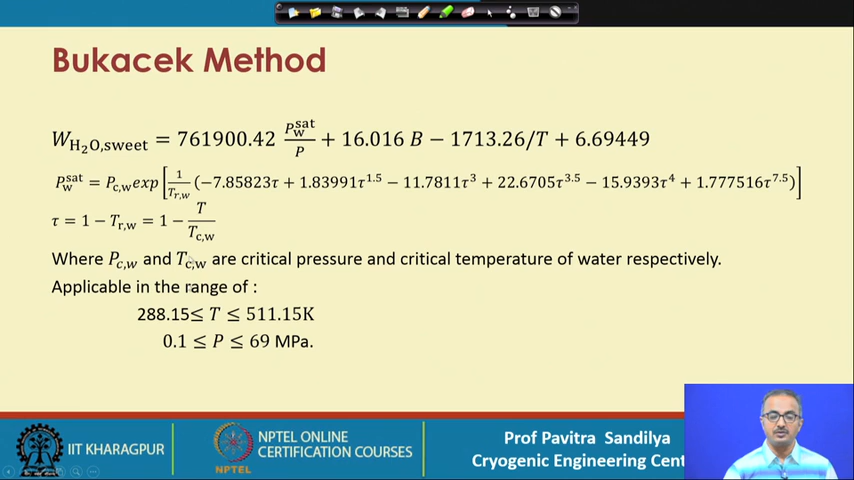 Bukacek Method
W_H₂O,sweet = 761900.42 P_w^sat/P + 16.016 B − 1713.26/T + 6.69449
P_w^sat = P_c,w exp[1/T_r,w (−7.85823τ + 1.83991τ^1.5 − 11.7811τ^3 + 22.6705τ^3.5 − 15.9393τ^4 + 1.777516τ^7.5)]
τ = 1 − T_r,w = 1 − T/T_c,w
Where P_c,w and T_c,w are critical pressure and critical temperature of water respectively.
Applicable in the range of :
288.15≤ T ≤ 511.15K
0.1 ≤ P ≤ 69 MPa.
IIT KHARAGPUR
NPTEL
NPTEL ONLINE
CERTIFICATION COURSES
Prof Pavitra Sandilya
Cryogenic Engineering Cent